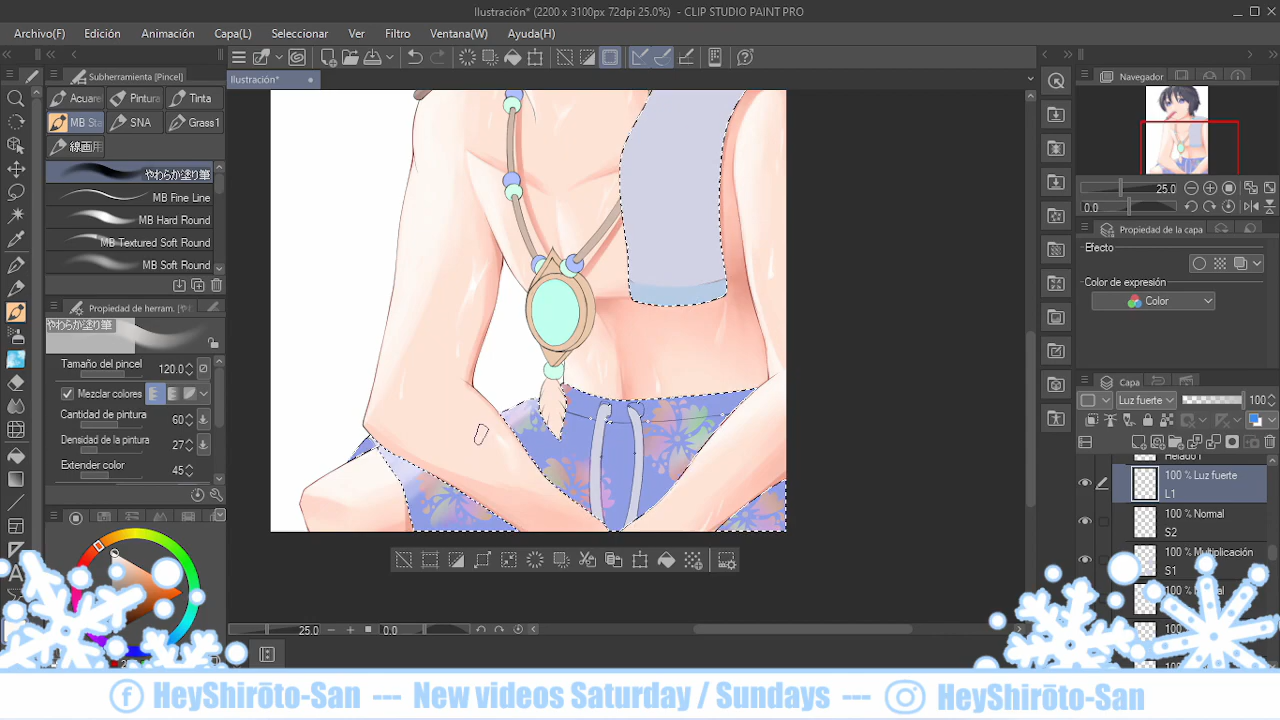 Ilustración* (2200 x 3100px 72dpi 25.0%) - CLIP STUDIO PAINT PRO
Archivo(F) Edición Animación Capa(L) Seleccionar Ver Filtro Ventana(W) Ayuda(H)
Subherramienta [Pincel]
Ilustración*
Navegador
Acuare Pintura Tinta
MB Sta SNA Grass1
線画用
やわらか塗り筆
MB Fine Line
MB Hard Round
MB Textured Soft Round
MB Soft Round
25.0
0.0
Propiedad de la capa
Efecto
Color de expresión
Color
Propiedad de herram.
やわらか塗り筆
Tamaño del pincel 120.0
Mezclar colores
Cantidad de pintura 60
Densidad de la pintura 27
Extender color 45
Capa
Luz fuerte 100
Helado1
100 % Luz fuerte
L1
100 % Normal
S2
100 % Multiplicación
S1
25.0 0.0
HeyShirōto-San --- New videos Saturday / Sundays --- HeyShirōto-San